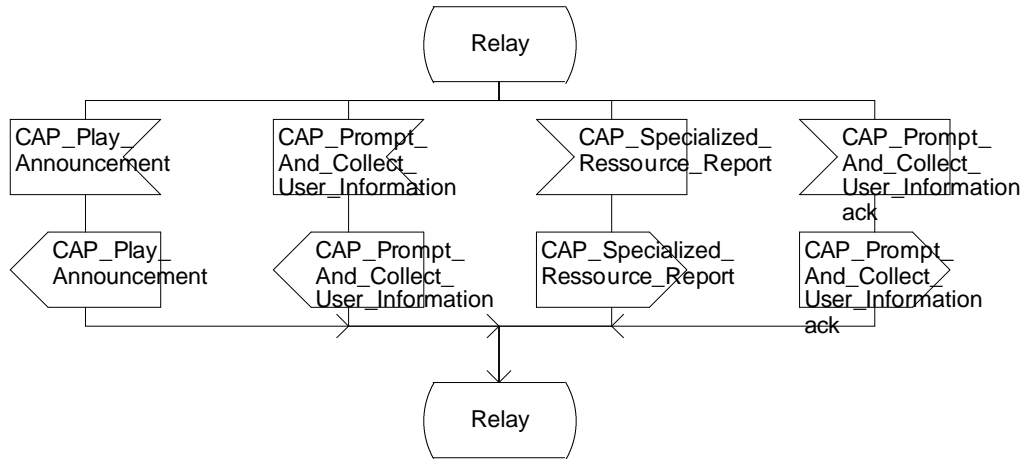 Relay
CAP_Play_
Announcement
CAP_Prompt_
And_Collect_
User_Information
CAP_Specialized_
Ressource_Report
CAP_Prompt_
And_Collect_
User_Information
ack
CAP_Play_
Announcement
CAP_Prompt_
And_Collect_
User_Information
CAP_Specialized_
Ressource_Report
CAP_Prompt_
And_Collect_
User_Information
ack
Relay